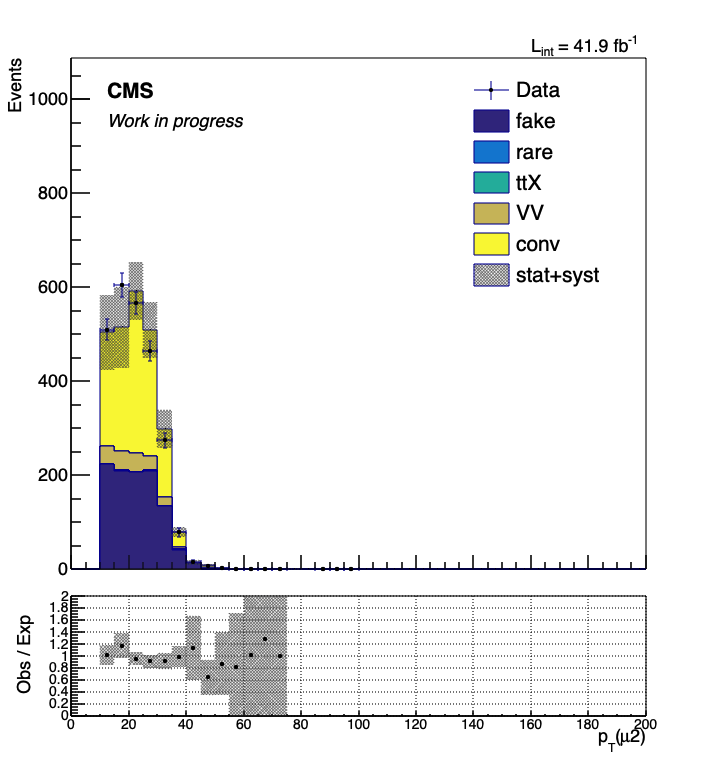 L_int = 41.9 fb⁻¹
Events
1000
800
600
400
200
0
CMS
Work in progress
Data
fake
rare
ttX
VV
conv
stat+syst
Obs / Exp
2
1.8
1.6
1.4
1.2
1
0.8
0.6
0.4
0.2
0
0 20 40 60 80 100 120 140 160 180 200
p_T(μ2)